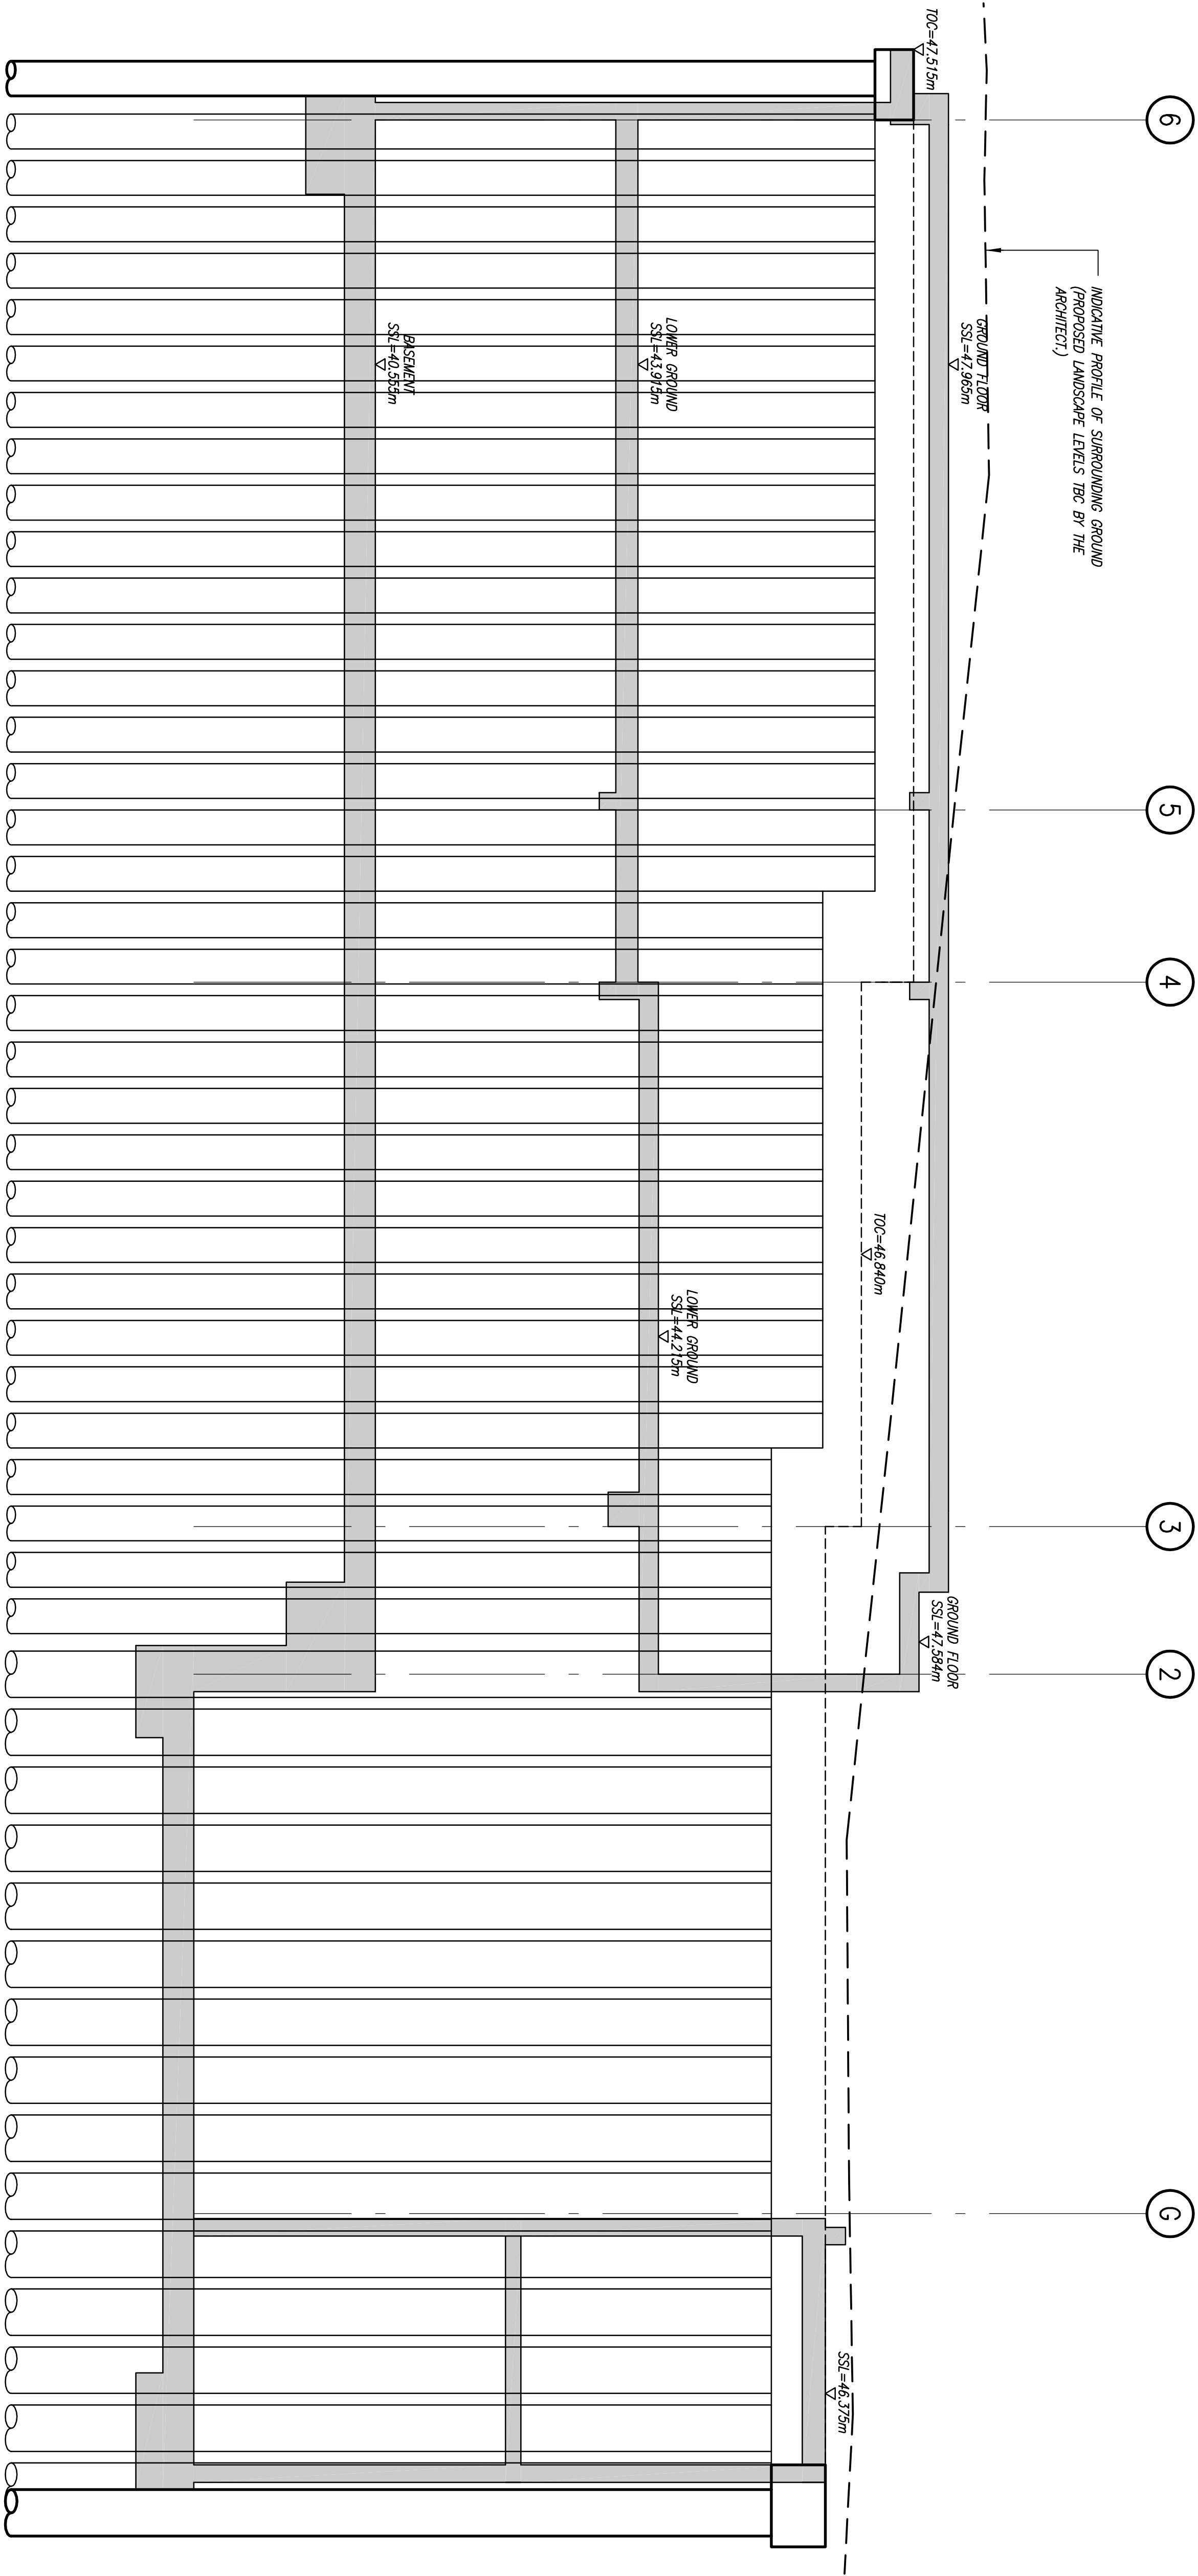 6
5
4
3
2
G
TOC=47.515m
INDICATIVE PROFILE OF SURROUNDING GROUND
(PROPOSED LANDSCAPE LEVELS TBC BY THE
ARCHITECT.)
GROUND FLOOR
SSL=47.965m
LOWER GROUND
SSL=43.915m
BASEMENT
SSL=40.555m
TOC=46.840m
LOWER GROUND
SSL=44.215m
GROUND FLOOR
SSL=47.584m
SSL=46.375m